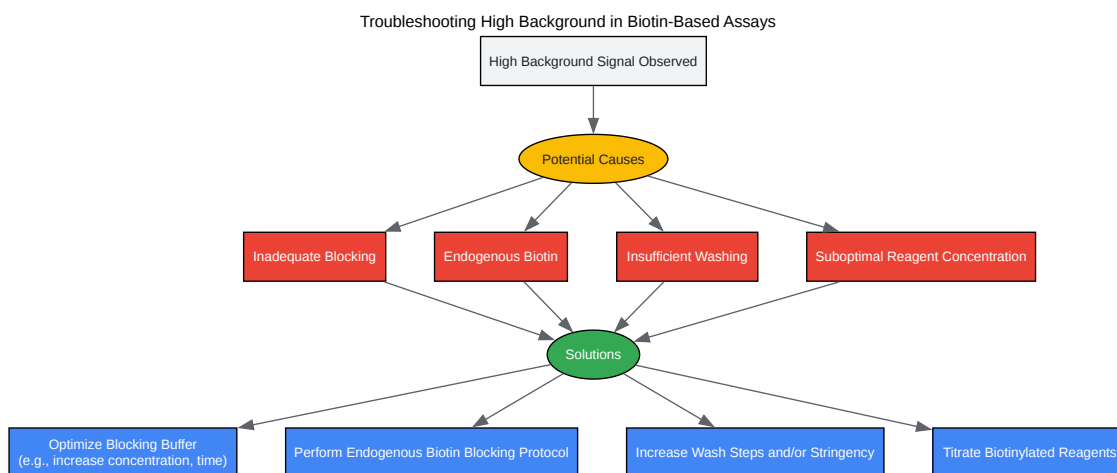 Troubleshooting High Background in Biotin-Based Assays
High Background Signal Observed
Potential Causes
Inadequate Blocking
Endogenous Biotin
Insufficient Washing
Suboptimal Reagent Concentration
Solutions
Optimize Blocking Buffer
(e.g., increase concentration, time)
Perform Endogenous Biotin Blocking Protocol
Increase Wash Steps and/or Stringency
Titrate Biotinylated Reagents